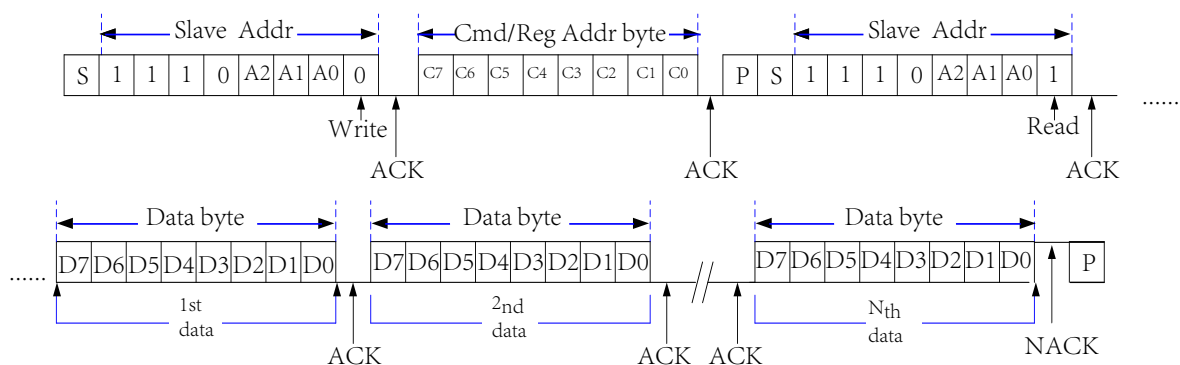 Slave Addr Cmd/Reg Addr byte Slave Addr
S 1 1 1 0 A2 A1 A0 0 C7 C6 C5 C4 C3 C2 C1 C0 P S 1 1 1 0 A2 A1 A0 1
Write Read ......
ACK ACK ACK
Data byte Data byte Data byte
...... D7 D6 D5 D4 D3 D2 D1 D0 D7 D6 D5 D4 D3 D2 D1 D0 D7 D6 D5 D4 D3 D2 D1 D0 P
1st 2nd Nth
data data data
ACK ACK ACK NACK